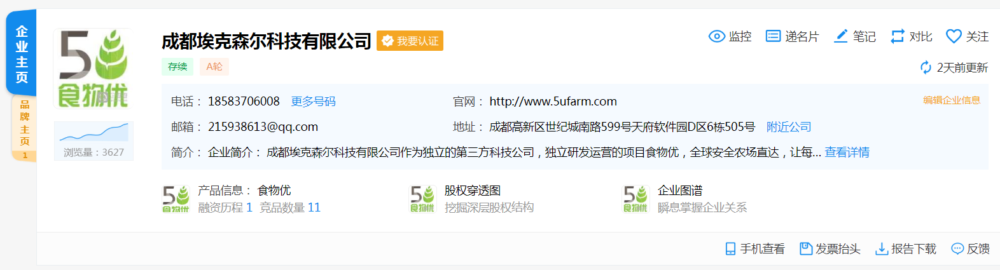 企业主页
品牌主页
1
5
食物优
浏览量：3627
成都埃克森尔科技有限公司 我要认证
监控 递名片 笔记 对比 关注
存续 A轮
2天前更新
电话： 18583706008 更多号码 官网： http://www.5ufarm.com 编辑企业信息
邮箱： 215938613@qq.com 地址： 成都高新区世纪城南路599号天府软件园D区6栋505号 附近公司
简介： 企业简介： 成都埃克森尔科技有限公司作为独立的第三方科技公司，独立研发运营的项目食物优，全球安全农场直达，让每... 查看详情
5 食物优 产品信息： 食物优
融资历程 1 竞品数量 11
5 食物优 股权穿透图
挖掘深层股权结构
5 食物优 企业图谱
瞬息掌握企业关系
手机查看 发票抬头 报告下载 反馈